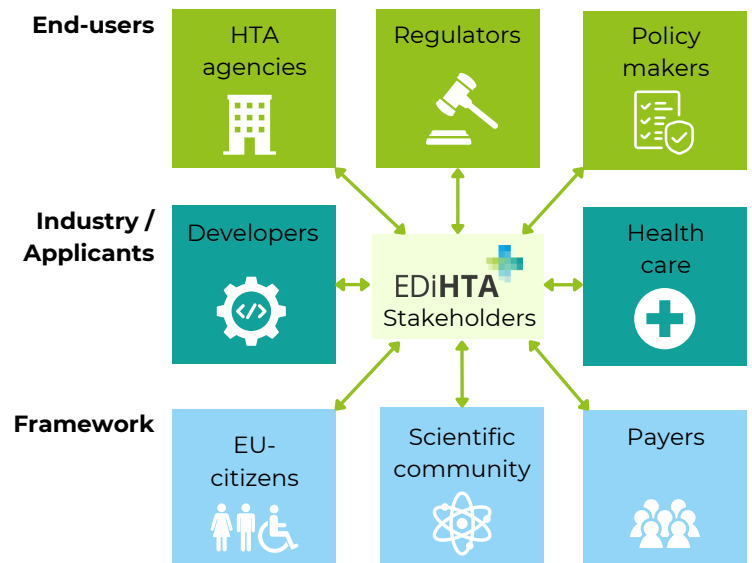 End-users
HTA
agencies
Regulators
Policy
makers
Industry /
Applicants
Developers
</>
EDiHTA
Stakeholders
Health
care
Framework
EU-
citizens
Scientific
community
Payers